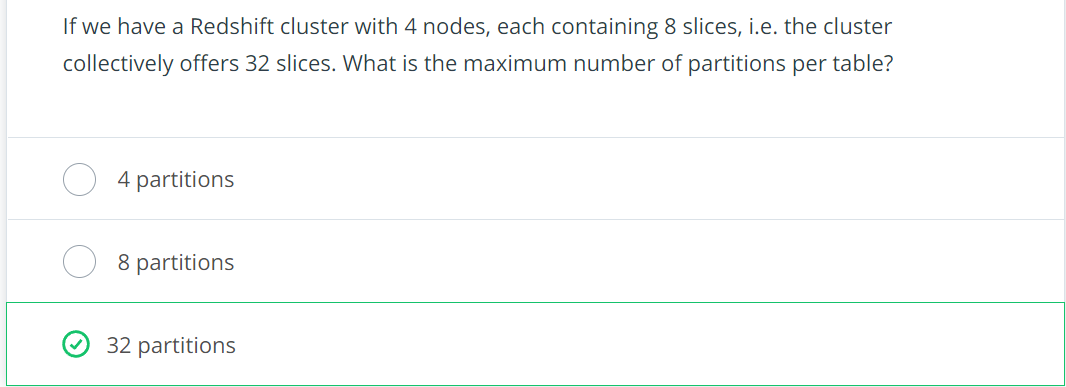 If we have a Redshift cluster with 4 nodes, each containing 8 slices, i.e. the cluster
collectively offers 32 slices. What is the maximum number of partitions per table?
4 partitions
8 partitions
32 partitions